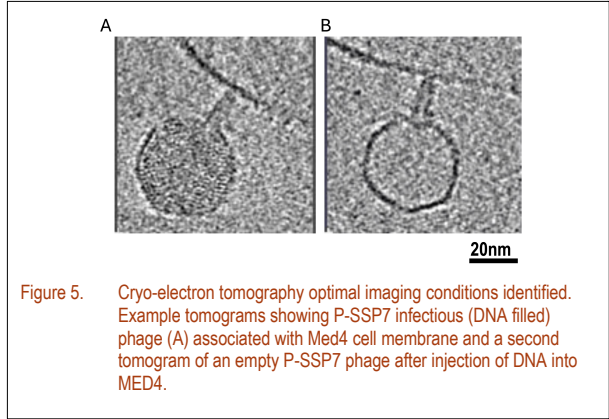 A
B
20nm
Figure 5. Cryo-electron tomography optimal imaging conditions identified.
Example tomograms showing P-SSP7 infectious (DNA filled)
phage (A) associated with Med4 cell membrane and a second
tomogram of an empty P-SSP7 phage after injection of DNA into
MED4.